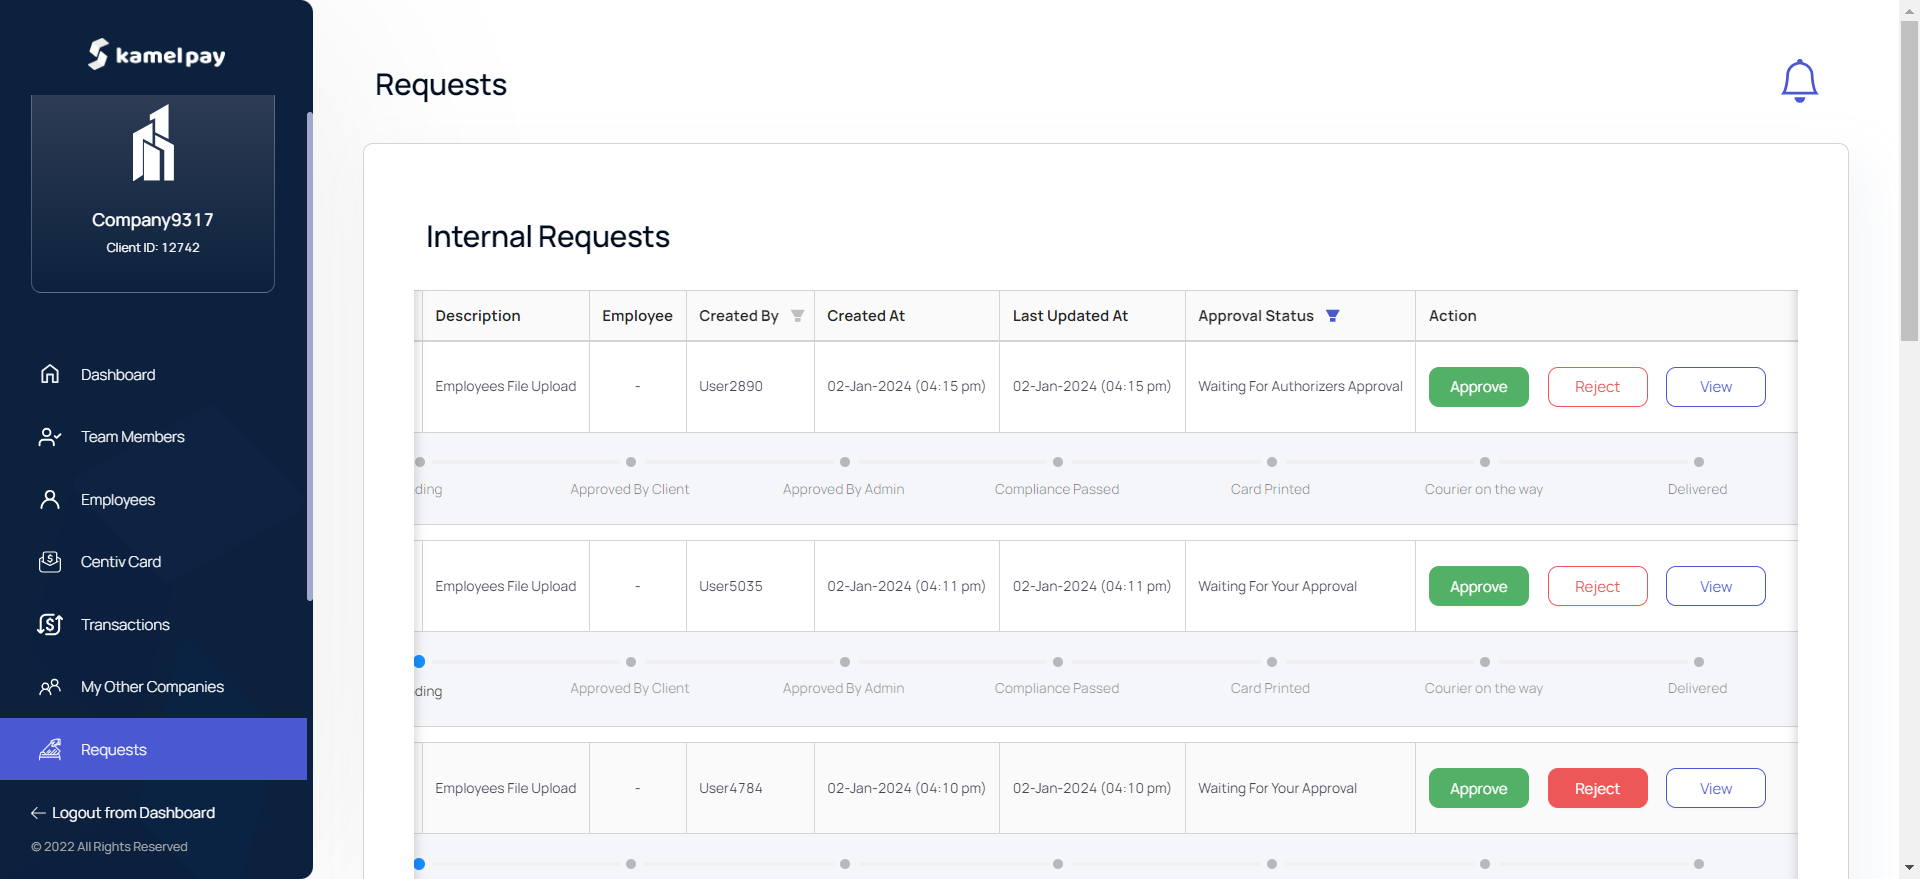 kamelpay
Company9317
Client ID: 12742
Dashboard
Team Members
Employees
Centiv Card
Transactions
My Other Companies
Requests
Logout from Dashboard
© 2022 All Rights Reserved
Requests
Internal Requests
Description Employee Created By Created At Last Updated At Approval Status Action
Employees File Upload - User2890 02-Jan-2024 (04:15 pm) 02-Jan-2024 (04:15 pm) Waiting For Authorizers Approval Approve Reject View
ding Approved By Client Approved By Admin Compliance Passed Card Printed Courier on the way Delivered
Employees File Upload - User5035 02-Jan-2024 (04:11 pm) 02-Jan-2024 (04:11 pm) Waiting For Your Approval Approve Reject View
ding Approved By Client Approved By Admin Compliance Passed Card Printed Courier on the way Delivered
Employees File Upload - User4784 02-Jan-2024 (04:10 pm) 02-Jan-2024 (04:10 pm) Waiting For Your Approval Approve Reject View